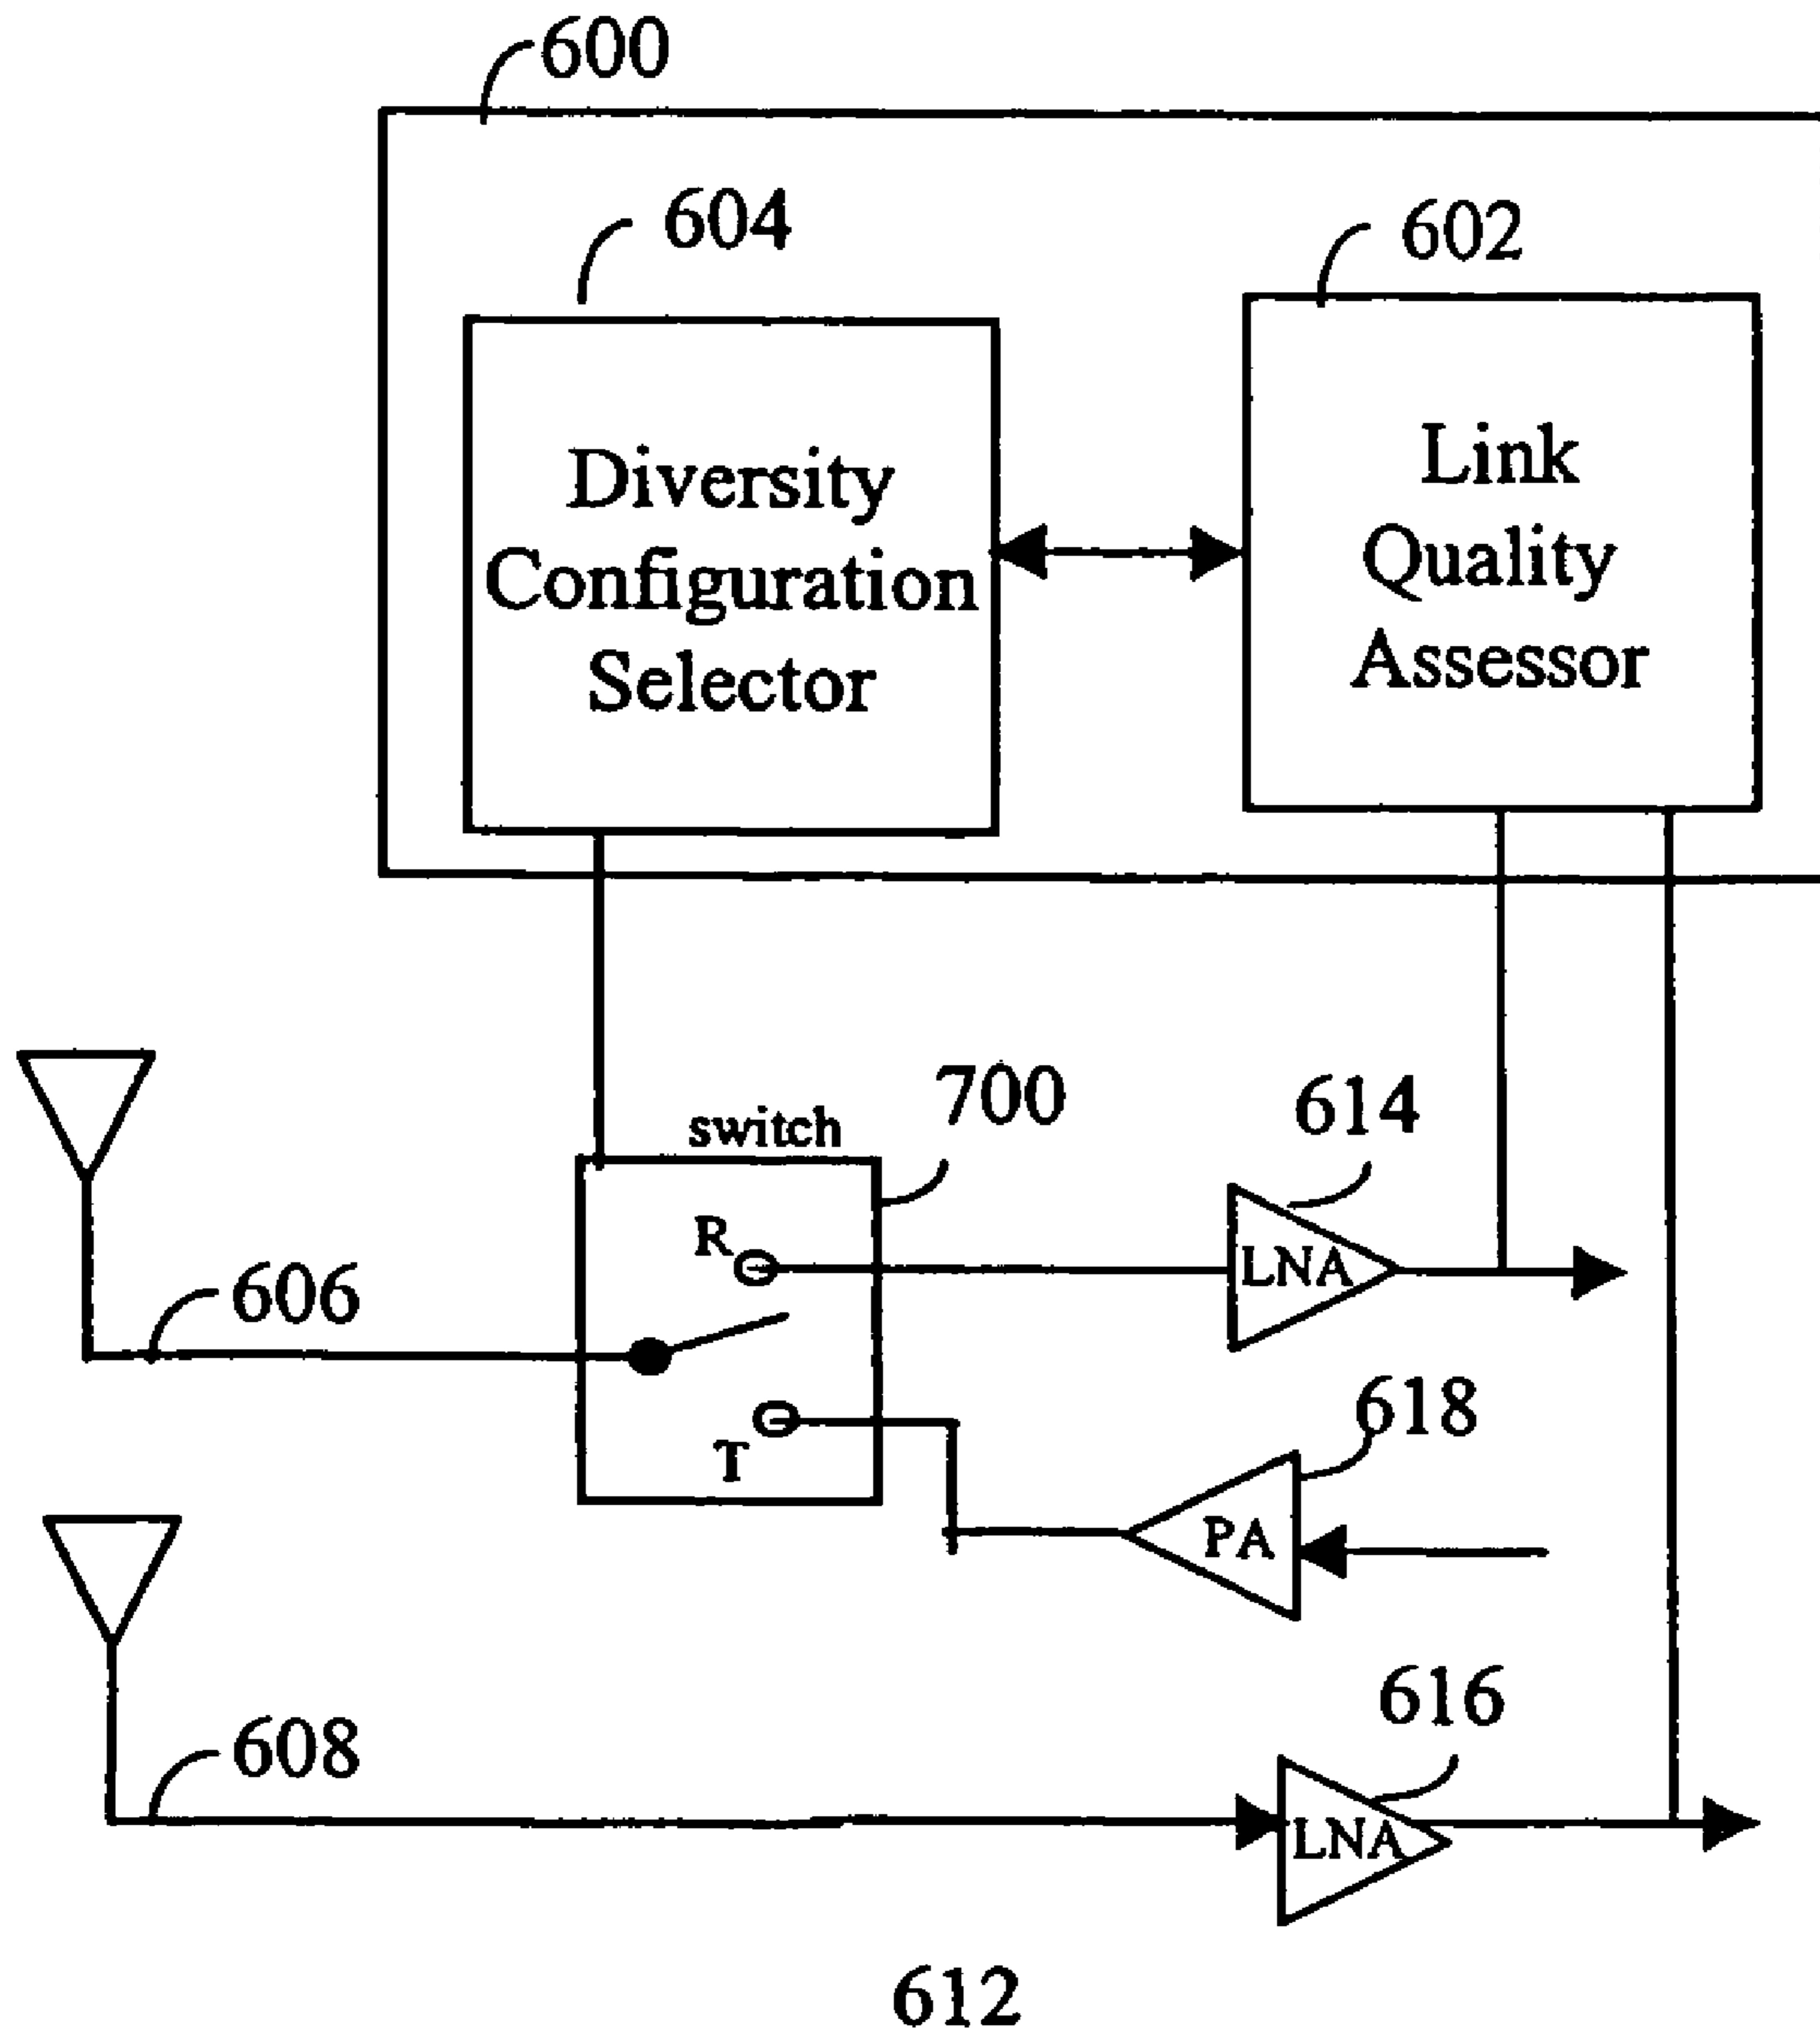 600
604
602
Diversity
Configuration
Selector
Link
Quality
Assessor
switch
700
614
R
LNA
606
T
618
PA
616
608
LNA
612